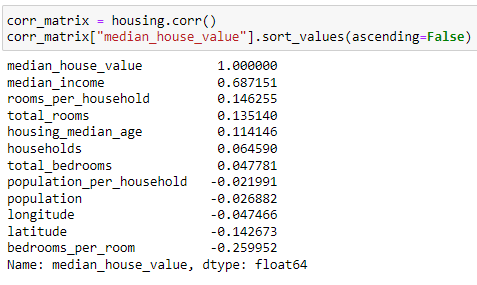 corr_matrix = housing.corr()
corr_matrix["median_house_value"].sort_values(ascending=False)
median_house_value 1.000000
median_income 0.687151
rooms_per_household 0.146255
total_rooms 0.135140
housing_median_age 0.114146
households 0.064590
total_bedrooms 0.047781
population_per_household -0.021991
population -0.026882
longitude -0.047466
latitude -0.142673
bedrooms_per_room -0.259952
Name: median_house_value, dtype: float64